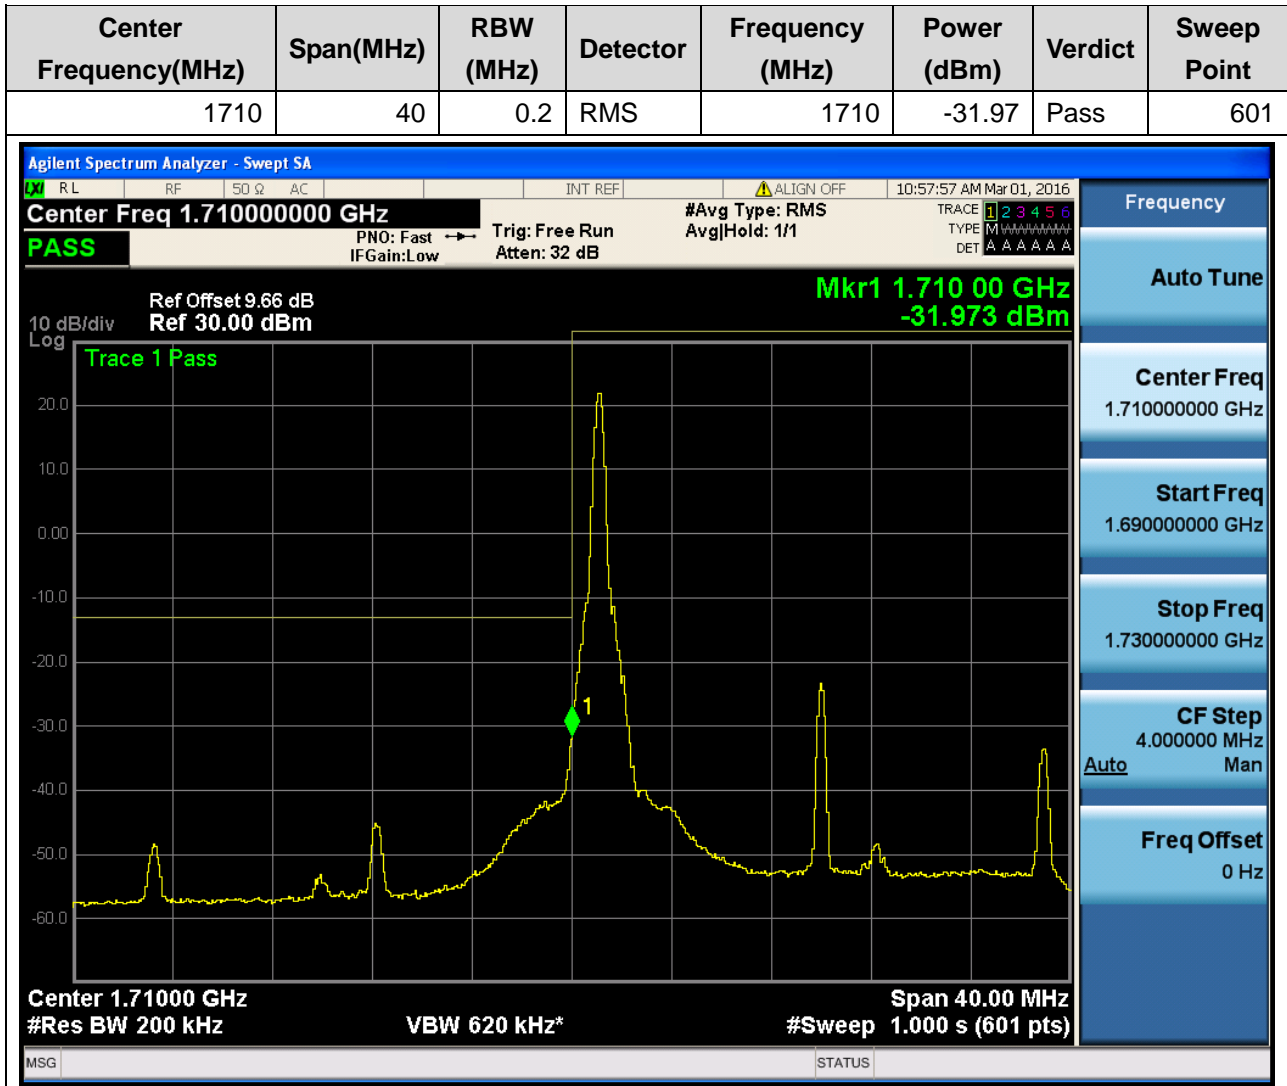 Center Frequency(MHz) Span(MHz) RBW (MHz) Detector Frequency (MHz) Power (dBm) Verdict Sweep Point
1710 40 0.2 RMS 1710 -31.97 Pass 601
Agilent Spectrum Analyzer - Swept SA
LXI RL RF 50 Ω AC INT REF ALIGN OFF 10:57:57 AM Mar 01, 2016
Center Freq 1.710000000 GHz
PASS
PNO: Fast
IFGain:Low
Trig: Free Run
Atten: 32 dB
#Avg Type: RMS
Avg|Hold: 1/1
TRACE 1 2 3 4 5 6
TYPE M WWWWW
DET A A A A A A
Frequency
Auto Tune
Center Freq
1.710000000 GHz
Start Freq
1.690000000 GHz
Stop Freq
1.730000000 GHz
CF Step
4.000000 MHz
Auto Man
Freq Offset
0 Hz
Mkr1 1.710 00 GHz
-31.973 dBm
Ref Offset 9.66 dB
10 dB/div Ref 30.00 dBm
Log
Trace 1 Pass
20.0
10.0
0.00
-10.0
-20.0
1
-30.0
-40.0
-50.0
-60.0
Center 1.71000 GHz Span 40.00 MHz
#Res BW 200 kHz VBW 620 kHz* #Sweep 1.000 s (601 pts)
MSG STATUS